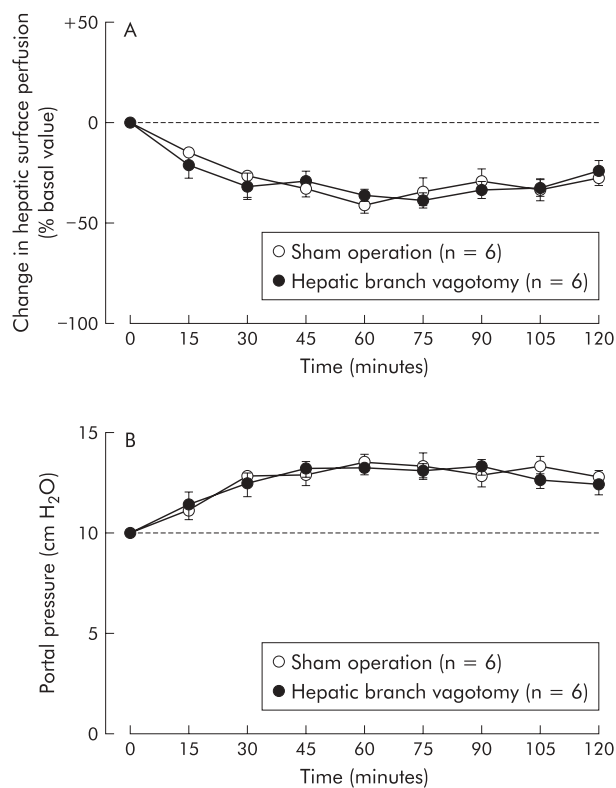 A
Change in hepatic surface perfusion
(% basal value)
+50
0
−50
−100
Sham operation (n = 6)
Hepatic branch vagotomy (n = 6)
0 15 30 45 60 75 90 105 120
Time (minutes)
B
Portal pressure (cm H₂O)
15
10
5
0
Sham operation (n = 6)
Hepatic branch vagotomy (n = 6)
0 15 30 45 60 75 90 105 120
Time (minutes)